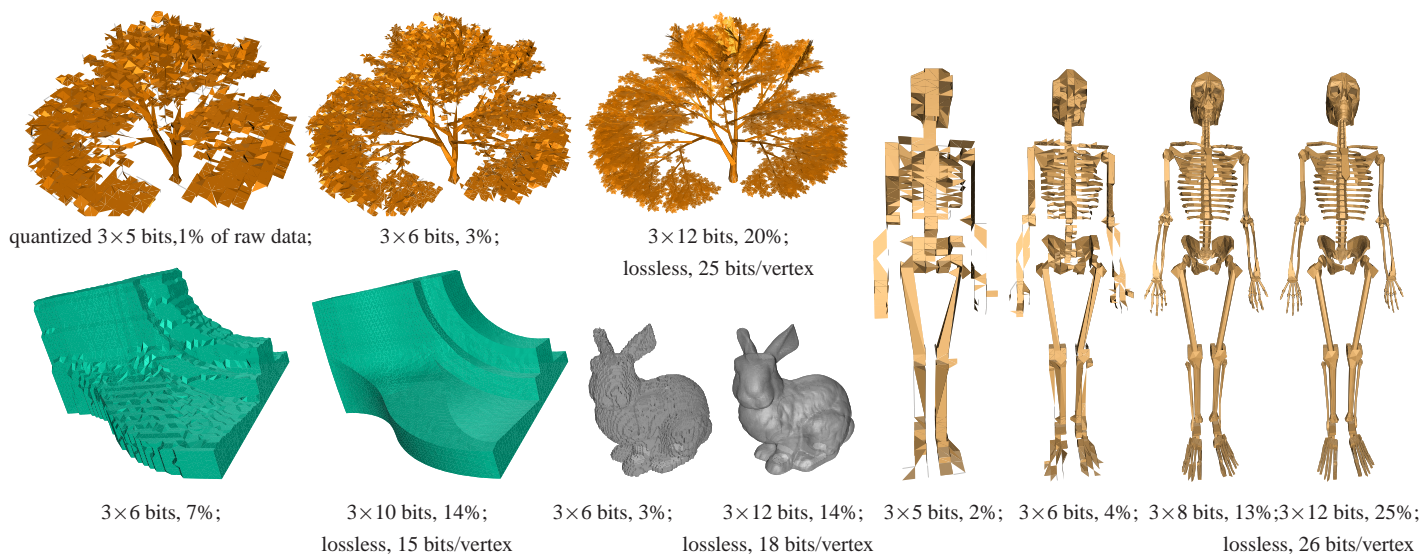 quantized 3×5 bits,1% of raw data;
3×6 bits, 3%;
3×12 bits, 20%;
lossless, 25 bits/vertex
3×6 bits, 7%;
3×10 bits, 14%;
lossless, 15 bits/vertex
3×6 bits, 3%;
3×12 bits, 14%;
lossless, 18 bits/vertex
3×5 bits, 2%;
3×6 bits, 4%;
3×8 bits, 13%;
3×12 bits, 25%;
lossless, 26 bits/vertex